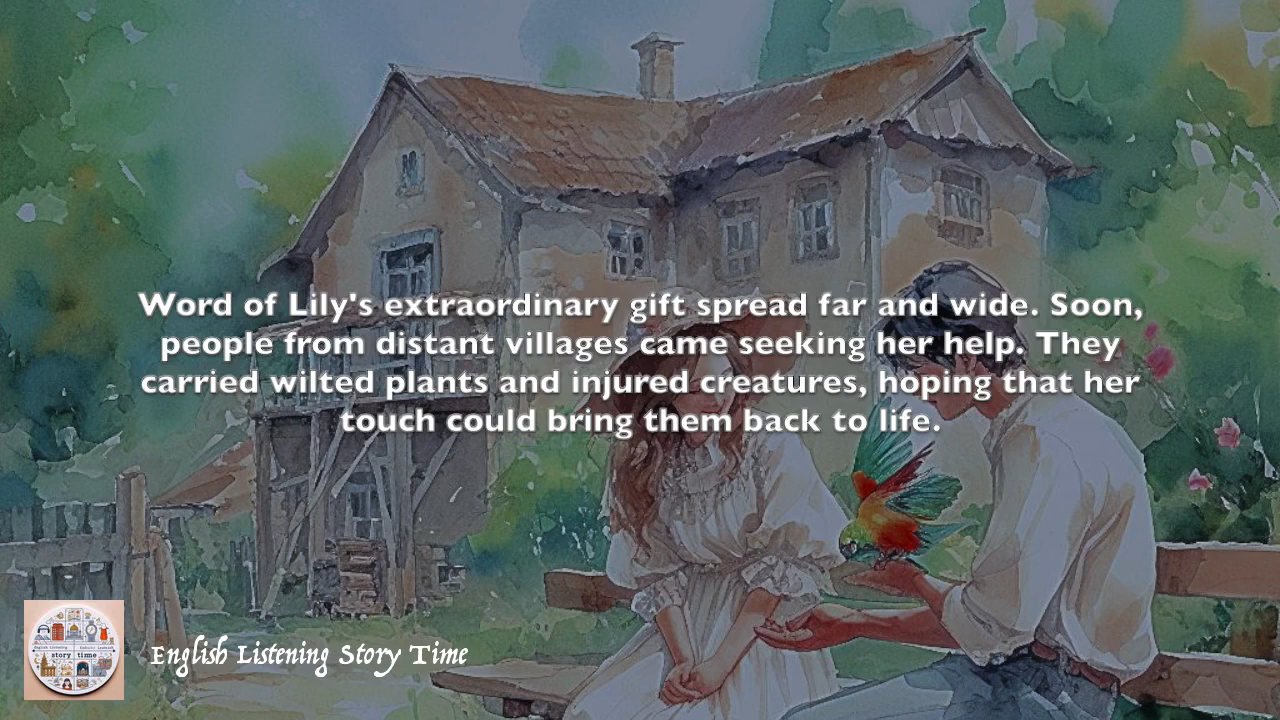 Word of Lily's extraordinary gift spread far and wide. Soon,
people from distant villages came seeking her help. They
carried wilted plants and injured creatures, hoping that her
touch could bring them back to life.
English Listening Story Time
story time